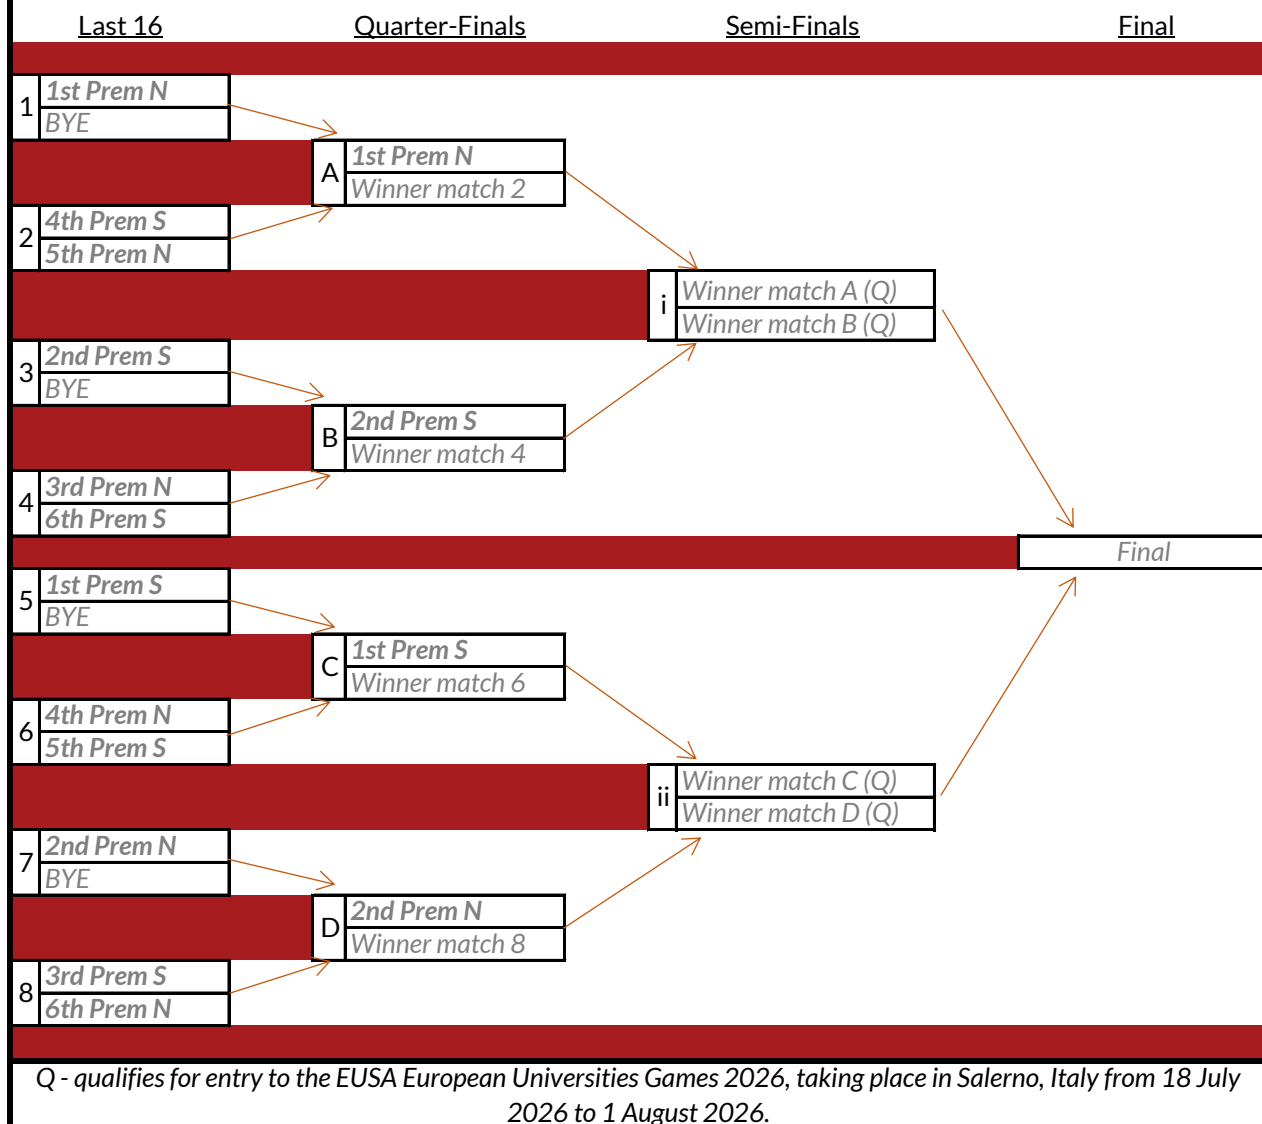 Last 16
Quarter-Finals
Semi-Finals
Final
1
1st Prem N
BYE
A
1st Prem N
Winner match 2
2
4th Prem S
5th Prem N
i
Winner match A (Q)
Winner match B (Q)
3
2nd Prem S
BYE
B
2nd Prem S
Winner match 4
4
3rd Prem N
6th Prem S
Final
5
1st Prem S
BYE
C
1st Prem S
Winner match 6
6
4th Prem N
5th Prem S
ii
Winner match C (Q)
Winner match D (Q)
7
2nd Prem N
BYE
D
2nd Prem N
Winner match 8
8
3rd Prem S
6th Prem N
Q - qualifies for entry to the EUSA European Universities Games 2026, taking place in Salerno, Italy from 18 July
2026 to 1 August 2026.